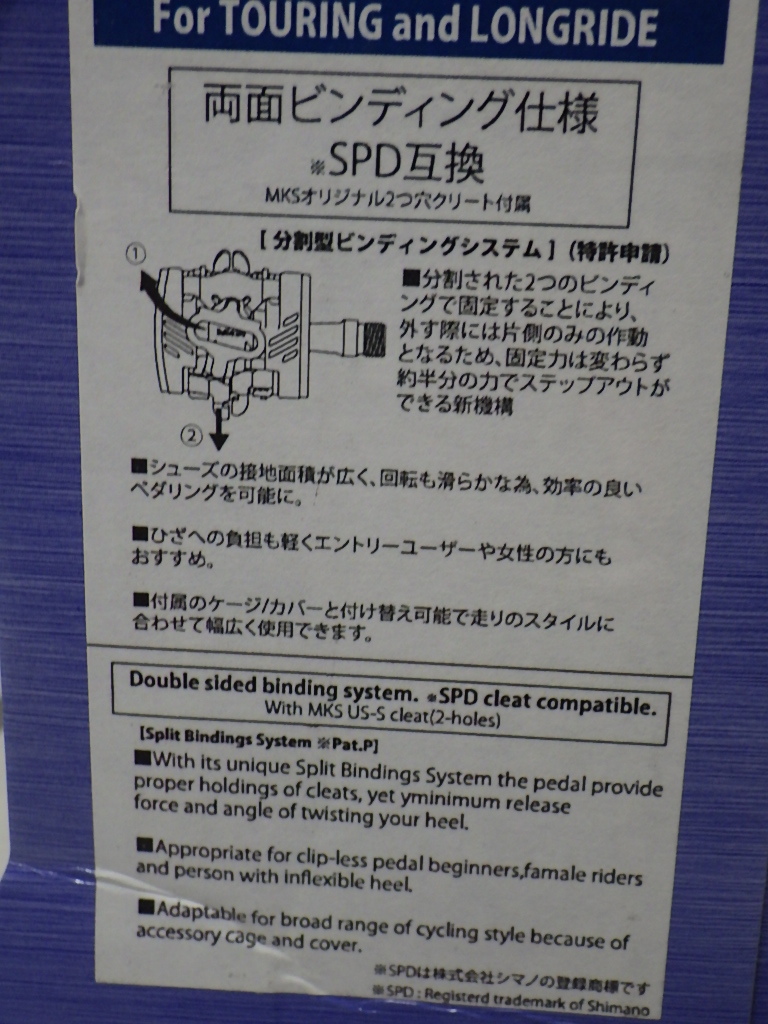 For TOURING and LONGRIDE
両面ビンディング仕様
※SPD互換
MKSオリジナル2つ穴クリート付属
[分割型ビンディングシステム](特許申請)
①
■分割された2つのビンディ
ングで固定することにより、
外す際には片側のみの作動
となるため、固定力は変わらず
約半分の力でステップアウトが
できる新機構
②
■シューズの接地面積が広く、回転も滑らかな為、効率の良い
ペダリングを可能に。
■ひざへの負担も軽くエントリーユーザーや女性の方にも
おすすめ。
■付属のケージ/カバーと付け替え可能で走りのスタイルに
合わせて幅広く使用できます。
Double sided binding system. ※SPD cleat compatible.
With MKS US-S cleat(2-holes)
[Split Bindings System ※Pat.P]
■With its unique Split Bindings System the pedal provide
proper holdings of cleats, yet yminimum release
force and angle of twisting your heel.
■Appropriate for clip-less pedal beginners,famale riders
and person with inflexible heel.
■Adaptable for broad range of cycling style because of
accessory cage and cover.
※SPDは株式会社シマノの登録商標です
※SPD : Registerd trademark of Shimano